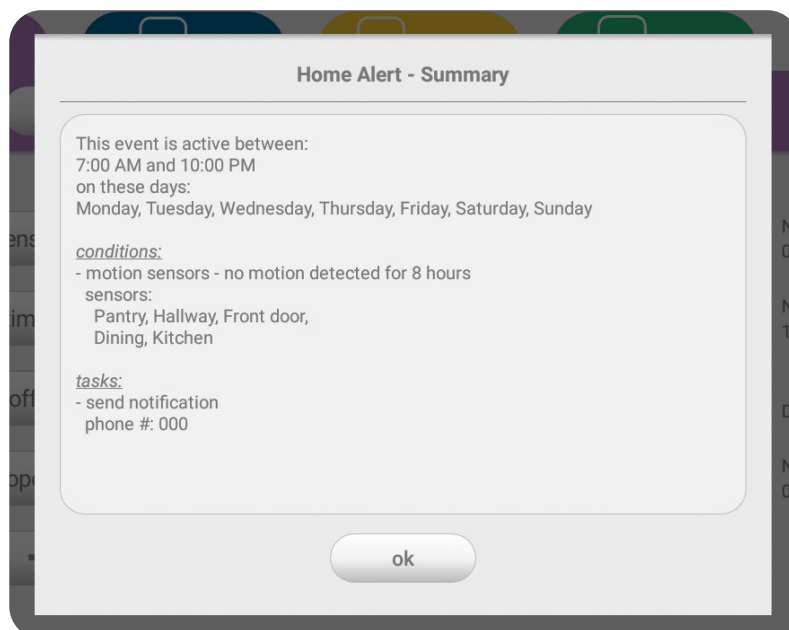 Home Alert - Summary
This event is active between:
7:00 AM and 10:00 PM
on these days:
Monday, Tuesday, Wednesday, Thursday, Friday, Saturday, Sunday
conditions:
- motion sensors - no motion detected for 8 hours
sensors:
Pantry, Hallway, Front door,
Dining, Kitchen
tasks:
- send notification
phone #: 000
ok